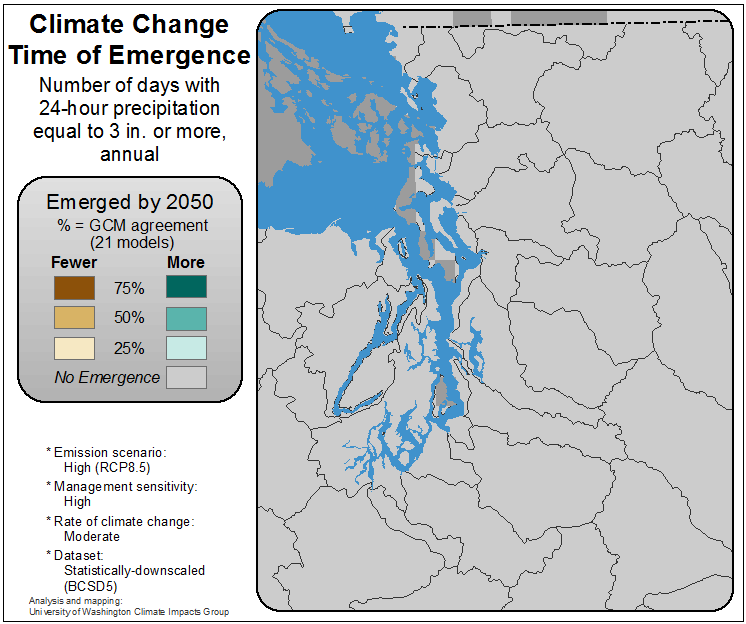 Climate Change
Time of Emergence
Number of days with
24-hour precipitation
equal to 3 in. or more,
annual
Emerged by 2050
% = GCM agreement
(21 models)
Fewer More
75%
50%
25%
No Emergence
* Emission scenario:
High (RCP8.5)
* Management sensitivity:
High
* Rate of climate change:
Moderate
* Dataset:
Statistically-downscaled
(BCSD5)
Analysis and mapping:
University of Washington Climate Impacts Group